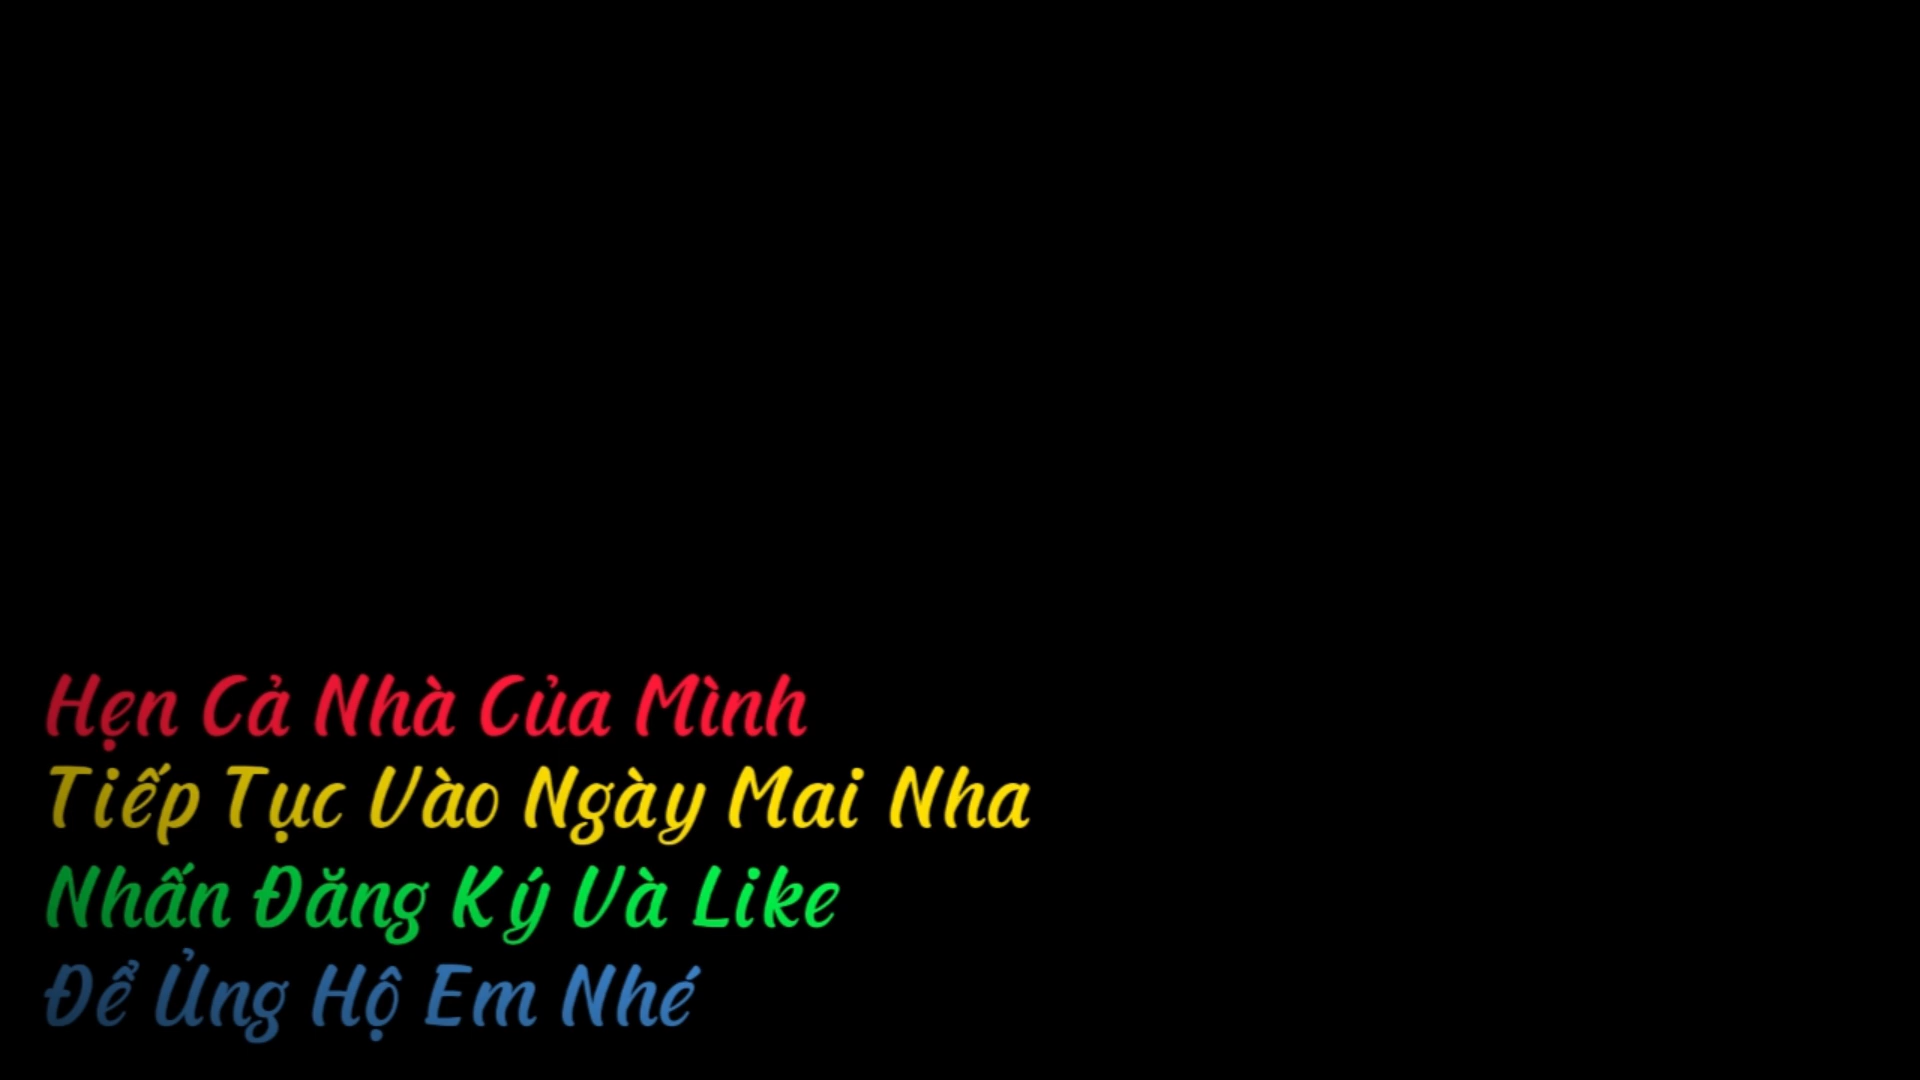 Hẹn Cả Nhà Của Mình
Tiếp Tục Vào Ngày Mai Nha
Nhấn Đăng Ký Và Like
Để Ủng Hộ Em Nhé